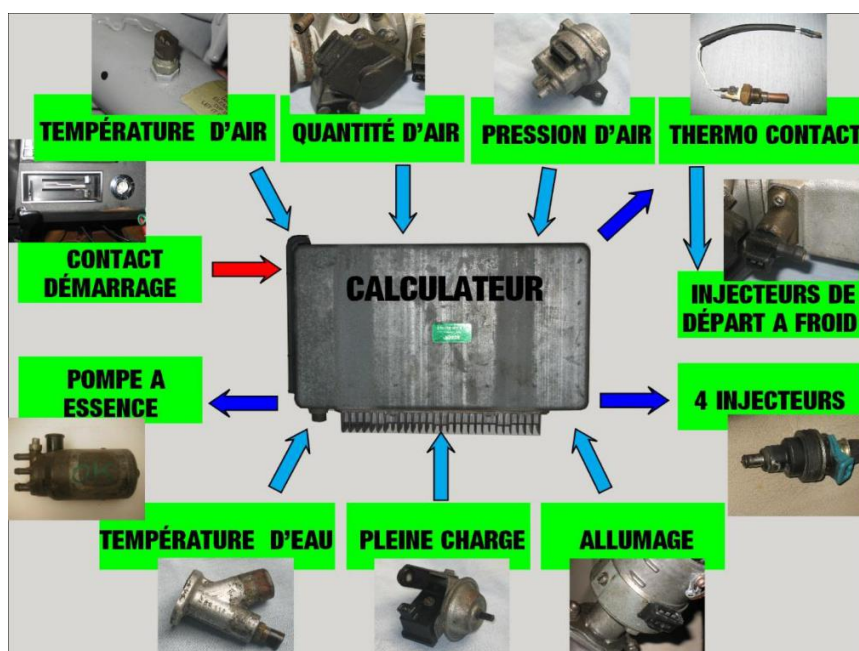 TEMPÉRATURE D'AIR
QUANTITÉ D'AIR
PRESSION D'AIR
THERMO CONTACT
CONTACT
DÉMARRAGE
CALCULATEUR
INJECTEURS DE
DÉPART A FROID
POMPE A
ESSENCE
4 INJECTEURS
OK
TEMPÉRATURE D'EAU
PLEINE CHARGE
ALLUMAGE